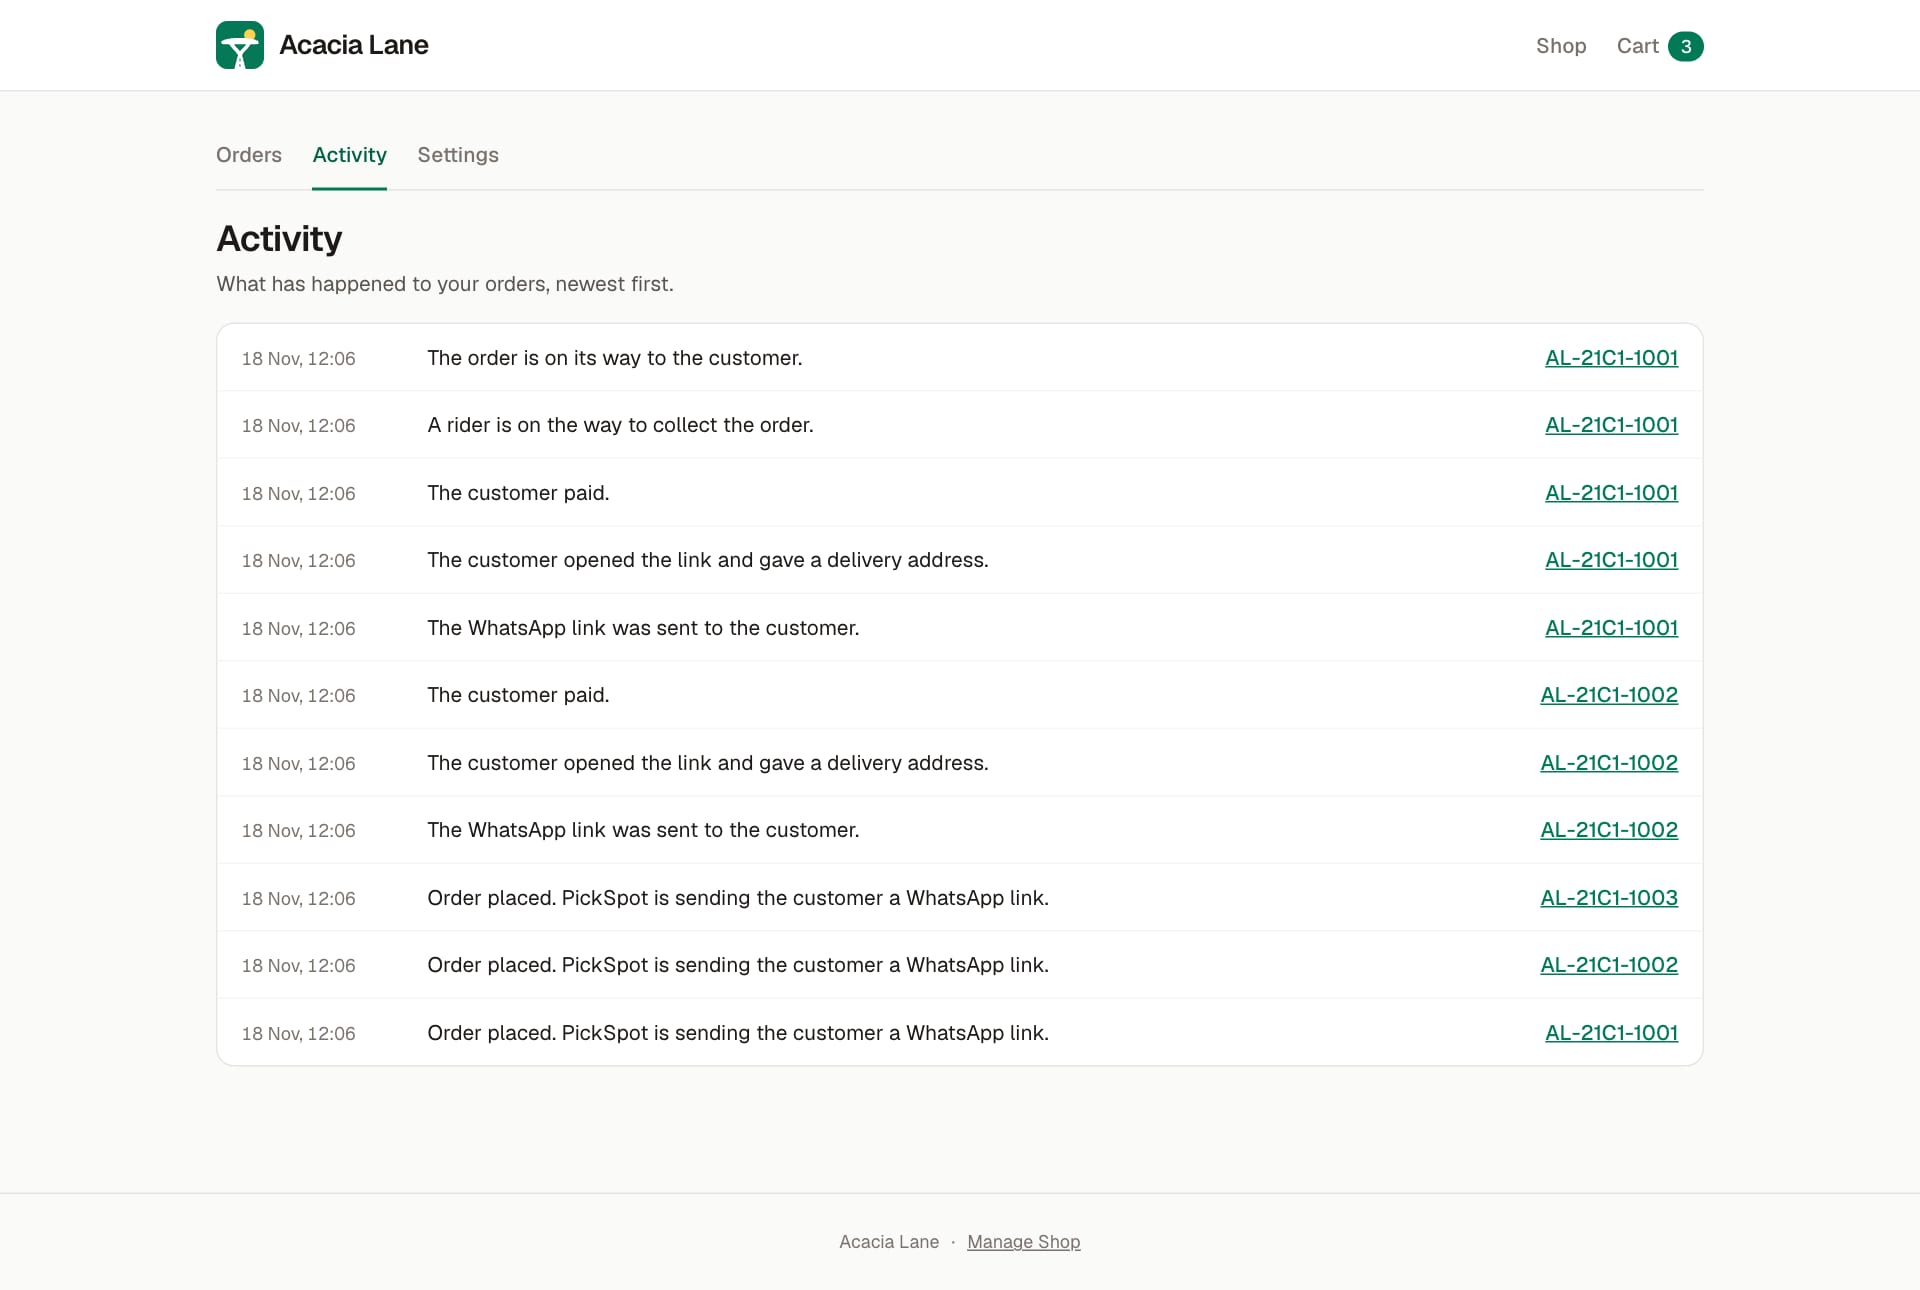 Acacia Lane
Shop Cart 3
Orders Activity Settings
Activity
What has happened to your orders, newest first.
18 Nov, 12:06 The order is on its way to the customer. AL-21C1-1001
18 Nov, 12:06 A rider is on the way to collect the order. AL-21C1-1001
18 Nov, 12:06 The customer paid. AL-21C1-1001
18 Nov, 12:06 The customer opened the link and gave a delivery address. AL-21C1-1001
18 Nov, 12:06 The WhatsApp link was sent to the customer. AL-21C1-1001
18 Nov, 12:06 The customer paid. AL-21C1-1002
18 Nov, 12:06 The customer opened the link and gave a delivery address. AL-21C1-1002
18 Nov, 12:06 The WhatsApp link was sent to the customer. AL-21C1-1002
18 Nov, 12:06 Order placed. PickSpot is sending the customer a WhatsApp link. AL-21C1-1003
18 Nov, 12:06 Order placed. PickSpot is sending the customer a WhatsApp link. AL-21C1-1002
18 Nov, 12:06 Order placed. PickSpot is sending the customer a WhatsApp link. AL-21C1-1001
Acacia Lane · Manage Shop